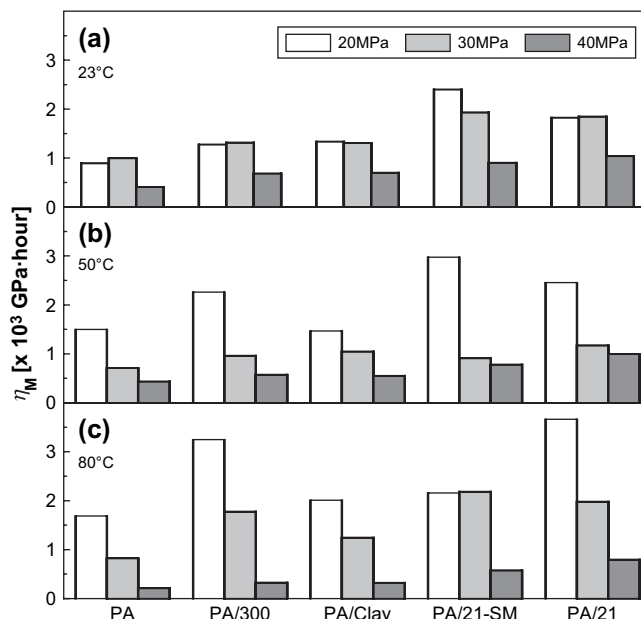 (a)
23°C
20MPa 30MPa 40MPa
3
2
1
0
(b)
50°C
3
2
1
0
(c)
80°C
3
2
1
0
ηM [x 10³ GPa·hour]
PA PA/300 PA/Clay PA/21-SM PA/21